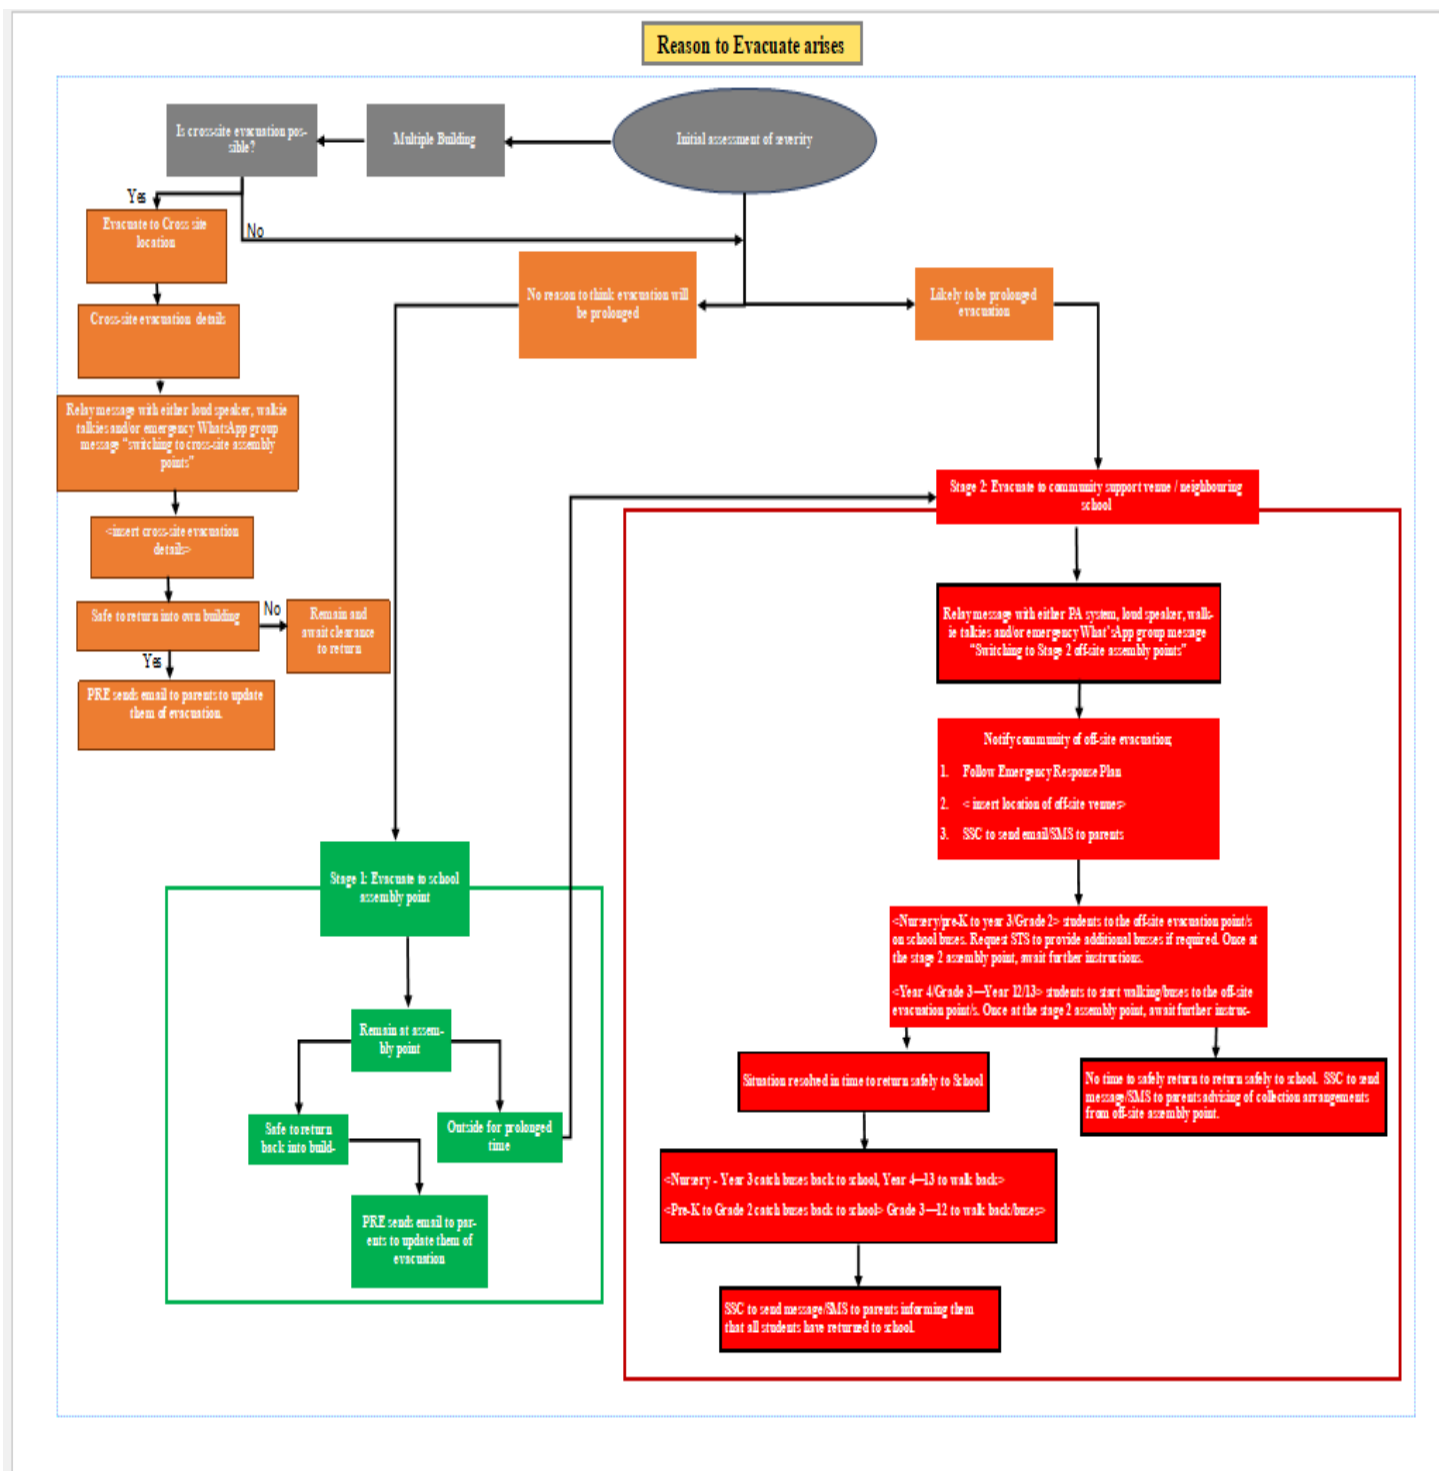 Reason to Evacuate arises
Is cross-site evacuation pos-
sible?
Multiple Building
Initial assessment of severity
Yes
No
Evacuate to Cross site
location
Cross-site evacuation details
Relay message with either loud speaker, walkie
talkies and/or emergency WhatsApp group
message “switching to cross-site assembly
points”
<insert cross-site evacuation
details>
Safe to return into own building
No
Remain and
await clearance
to return
Yes
PRE sends email to parents to update
them of evacuation.
No reason to think evacuation will
be prolonged
Likely to be prolonged
evacuation
Stage 1: Evacuate to school
assembly point
Remain at assem-
bly point
Safe to return
back into build-
Outside for prolonged
time
PRE sends email to par-
ents to update them of
evacuation
Stage 2: Evacuate to community support venue / neighbouring
school
Relay message with either PA system, loud speaker, walk-
ie talkies and/or emergency What’sApp group message
“Switching to Stage 2 off-site assembly points”
Notify community of off-site evacuation;
1. Follow Emergency Response Plan
2. < insert location of off-site venues>
3. SSC to send email/SMS to parents
<Nursery/pre-K to year 3/Grade 2> students to the off-site evacuation point/s
on school buses. Request STS to provide additional busses if required. Once at
the stage 2 assembly point, await further instructions.
<Year 4/Grade 3—Year 12/13> students to start walking/buses to the off-site
evacuation point/s. Once at the stage 2 assembly point, await further instruc-
Situation resolved in time to return safely to School
No time to safely return to return safely to school. SSC to send
message/SMS to parents advising of collection arrangements
from off-site assembly point.
<Nursery - Year 3 catch buses back to school, Year 4—13 to walk back>
<Pre-K to Grade 2 catch buses back to school> Grade 3—12 to walk back/buses>
SSC to send message/SMS to parents informing them
that all students have returned to school.